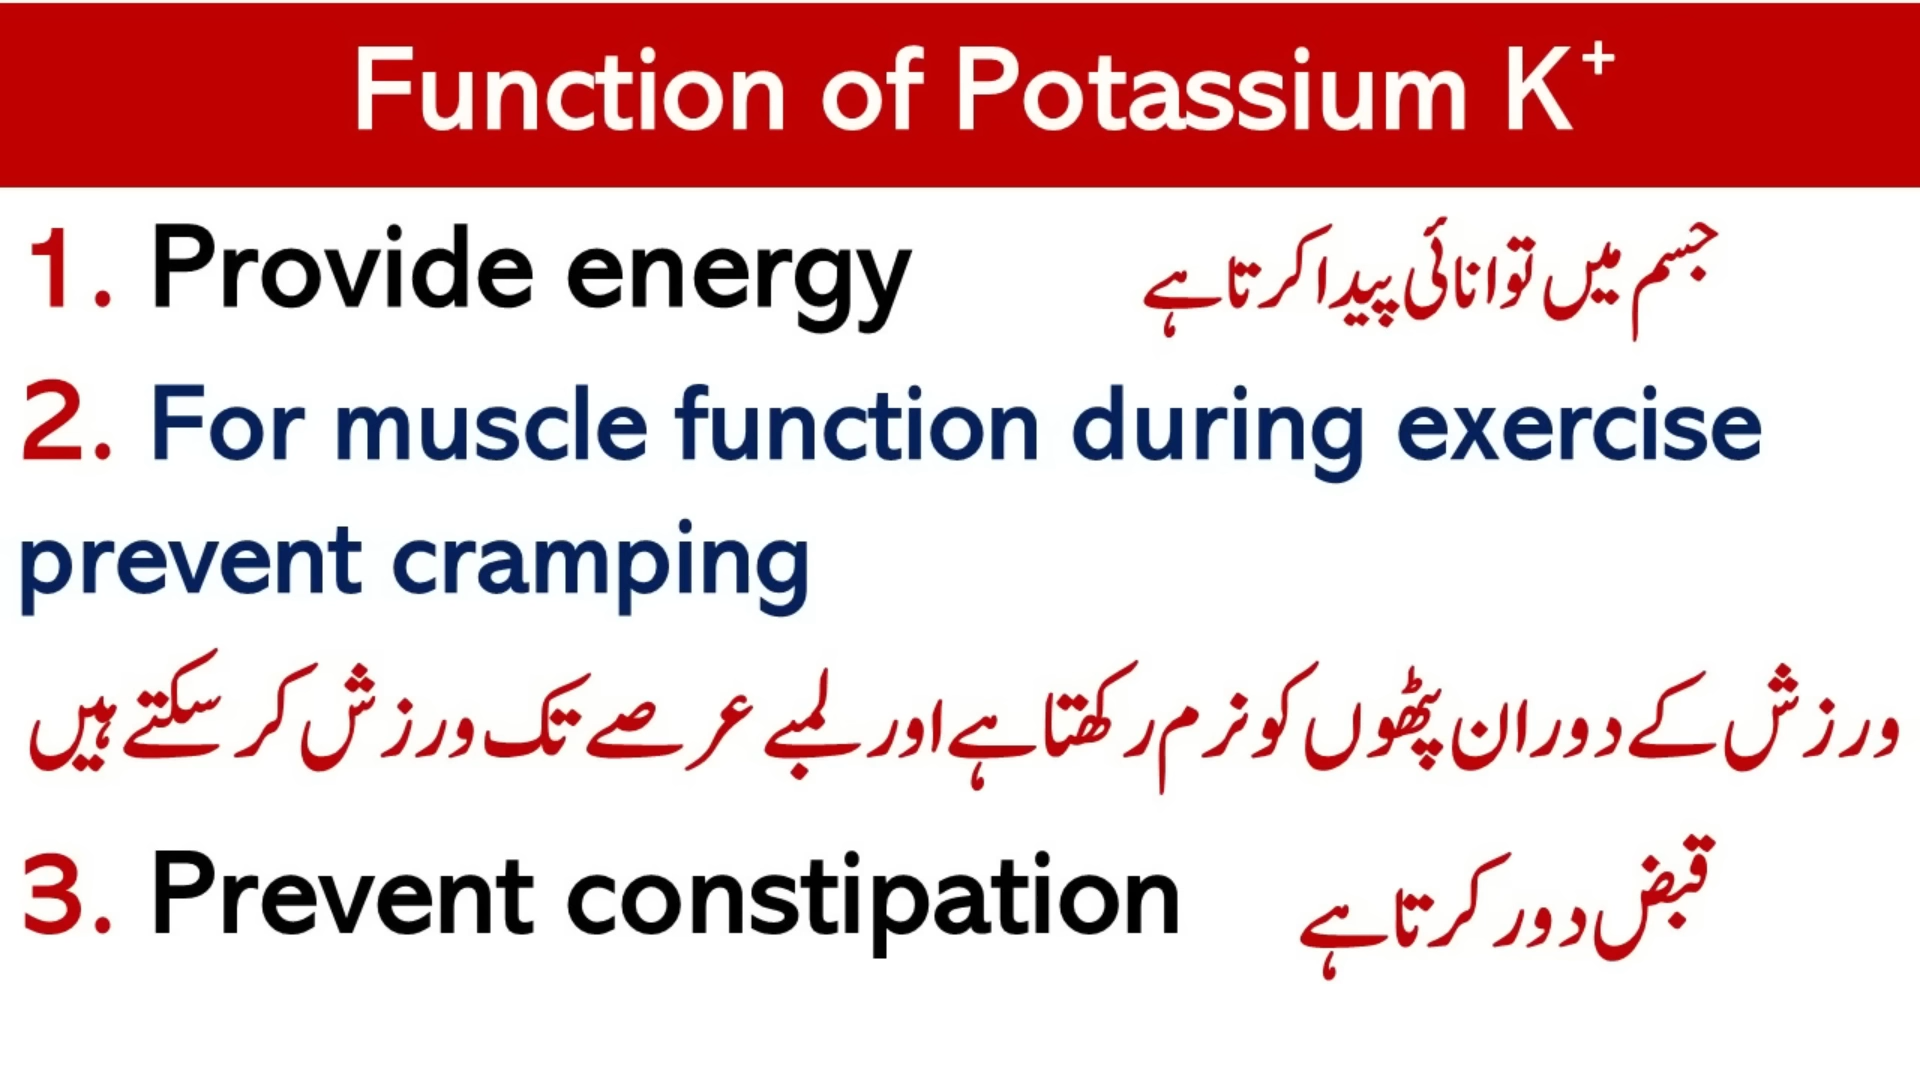 Function of Potassium K⁺
1. Provide energy جسم میں توانائی پیدا کرتا ہے
2. For muscle function during exercise
prevent cramping
ورزش کے دوران پٹھوں کو نرم رکھتا ہے اور لمبے عرصے تک ورزش کر سکتے ہیں
3. Prevent constipation قبض دور کرتا ہے